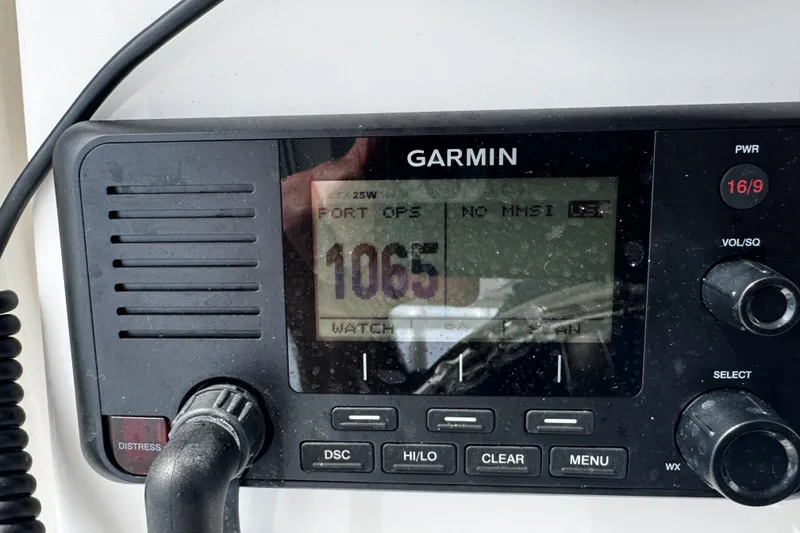 GARMIN
PWR
16/9
25W
PORT OPS
NO MMSI
1065
VOL/SQ
WATCH
SELECT
DISTRESS
DSC
HI/LO
CLEAR
MENU
WX